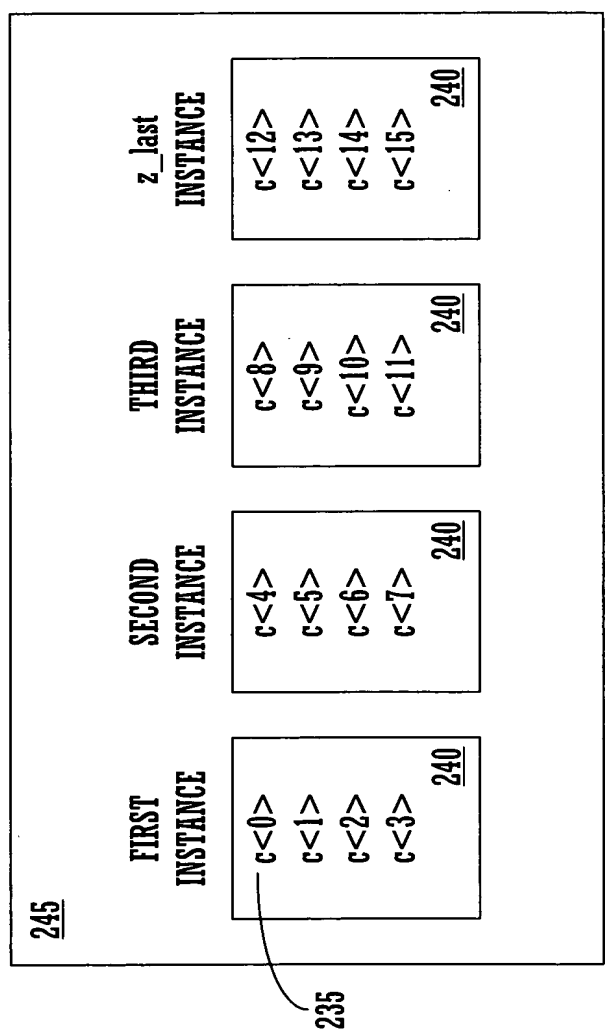 245
FIRST
INSTANCE
c<0>
c<1>
c<2>
c<3>
240
SECOND
INSTANCE
c<4>
c<5>
c<6>
c<7>
240
THIRD
INSTANCE
c<8>
c<9>
c<10>
c<11>
240
z_last
INSTANCE
c<12>
c<13>
c<14>
c<15>
240
235